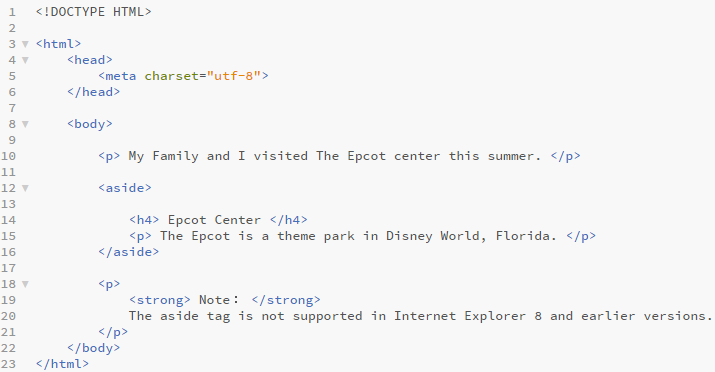 1 <!DOCTYPE HTML>
2
3 <html>
4 <head>
5 <meta charset="utf-8">
6 </head>
7
8 <body>
9
10 <p> My Family and I visited The Epcot center this summer. </p>
11
12 <aside>
13
14 <h4> Epcot Center </h4>
15 <p> The Epcot is a theme park in Disney World, Florida. </p>
16 </aside>
17
18 <p>
19 <strong> Note: </strong>
20 The aside tag is not supported in Internet Explorer 8 and earlier versions.
21 </p>
22 </body>
23 </html>